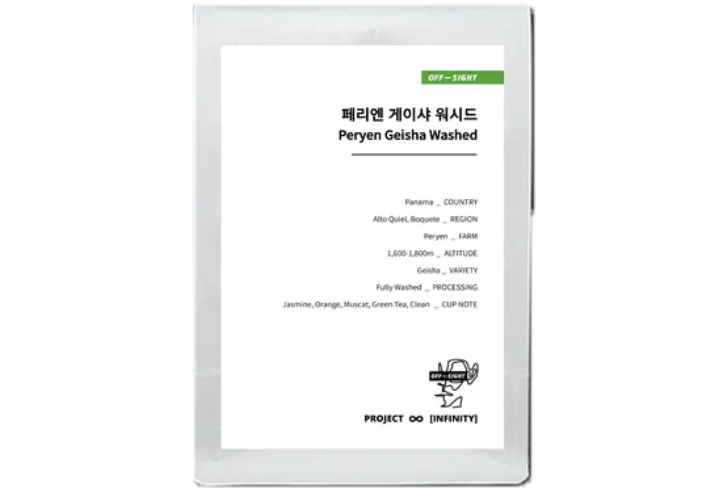 OFF—SIGHT
페리엔 게이샤 워시드
Peryen Geisha Washed
Panama _ COUNTRY
Alto Quiel, Boquete _ REGION
Peryen _ FARM
1,600-1,800m _ ALTITUDE
Geisha _ VARIETY
Fully Washed _ PROCESSING
Jasmine, Orange, Muscat, Green Tea, Clean _ CUP NOTE
OFF—SIGHT
PROJECT ∞ [INFINITY]